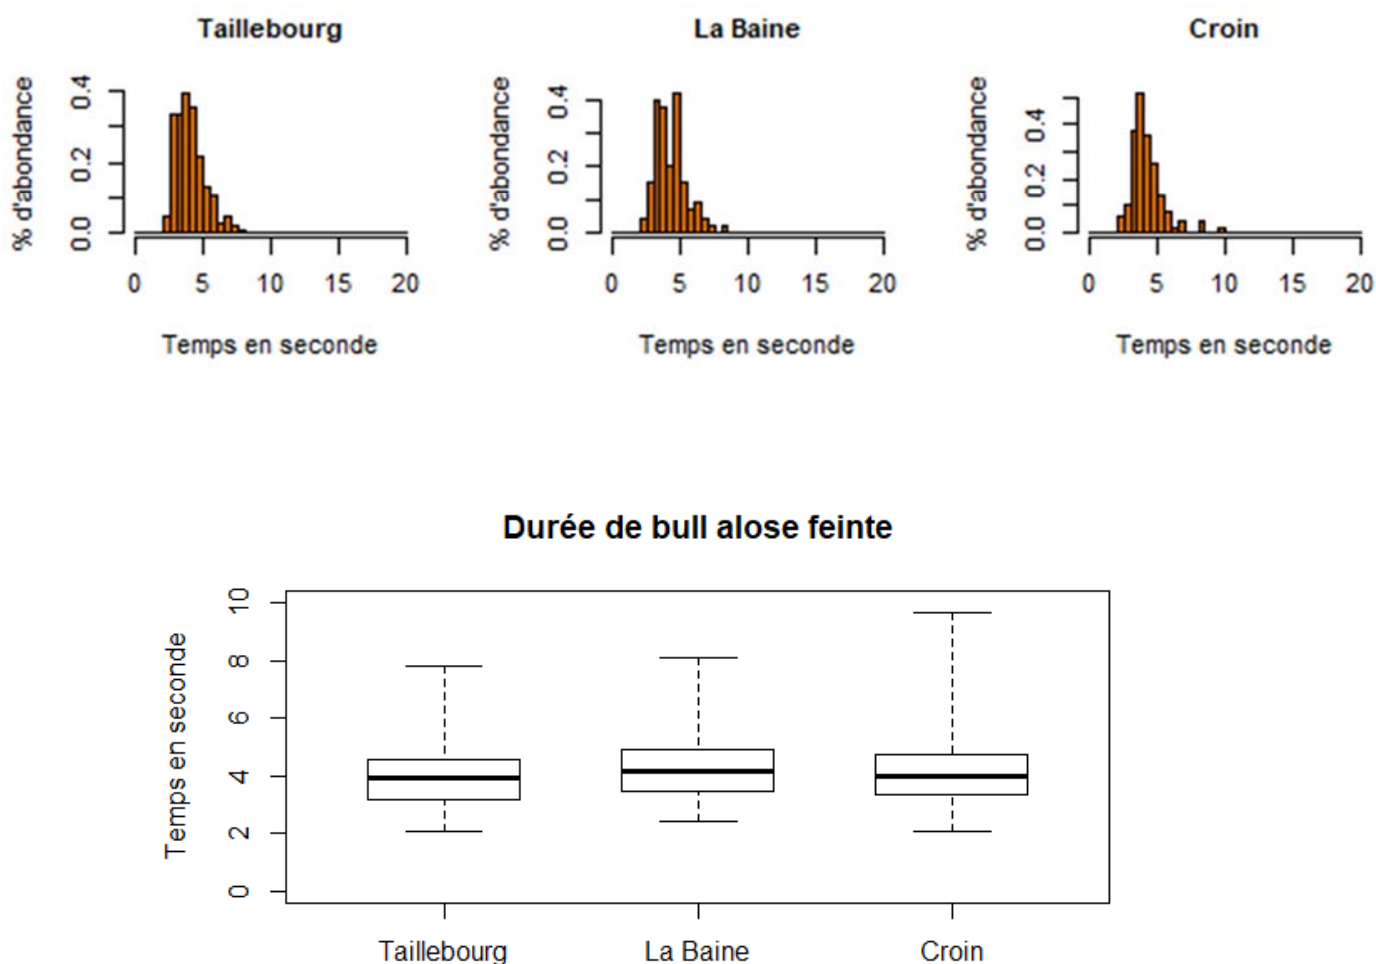 Taillebourg
La Baine
Croin
% d'abondance
0.0 0.2 0.4
0 5 10 15 20
Temps en seconde
% d'abondance
0.0 0.2 0.4
0 5 10 15 20
Temps en seconde
% d'abondance
0.0 0.2 0.4
0 5 10 15 20
Temps en seconde
Durée de bull alose feinte
Temps en seconde
0 2 4 6 8 10
Taillebourg
La Baine
Croin